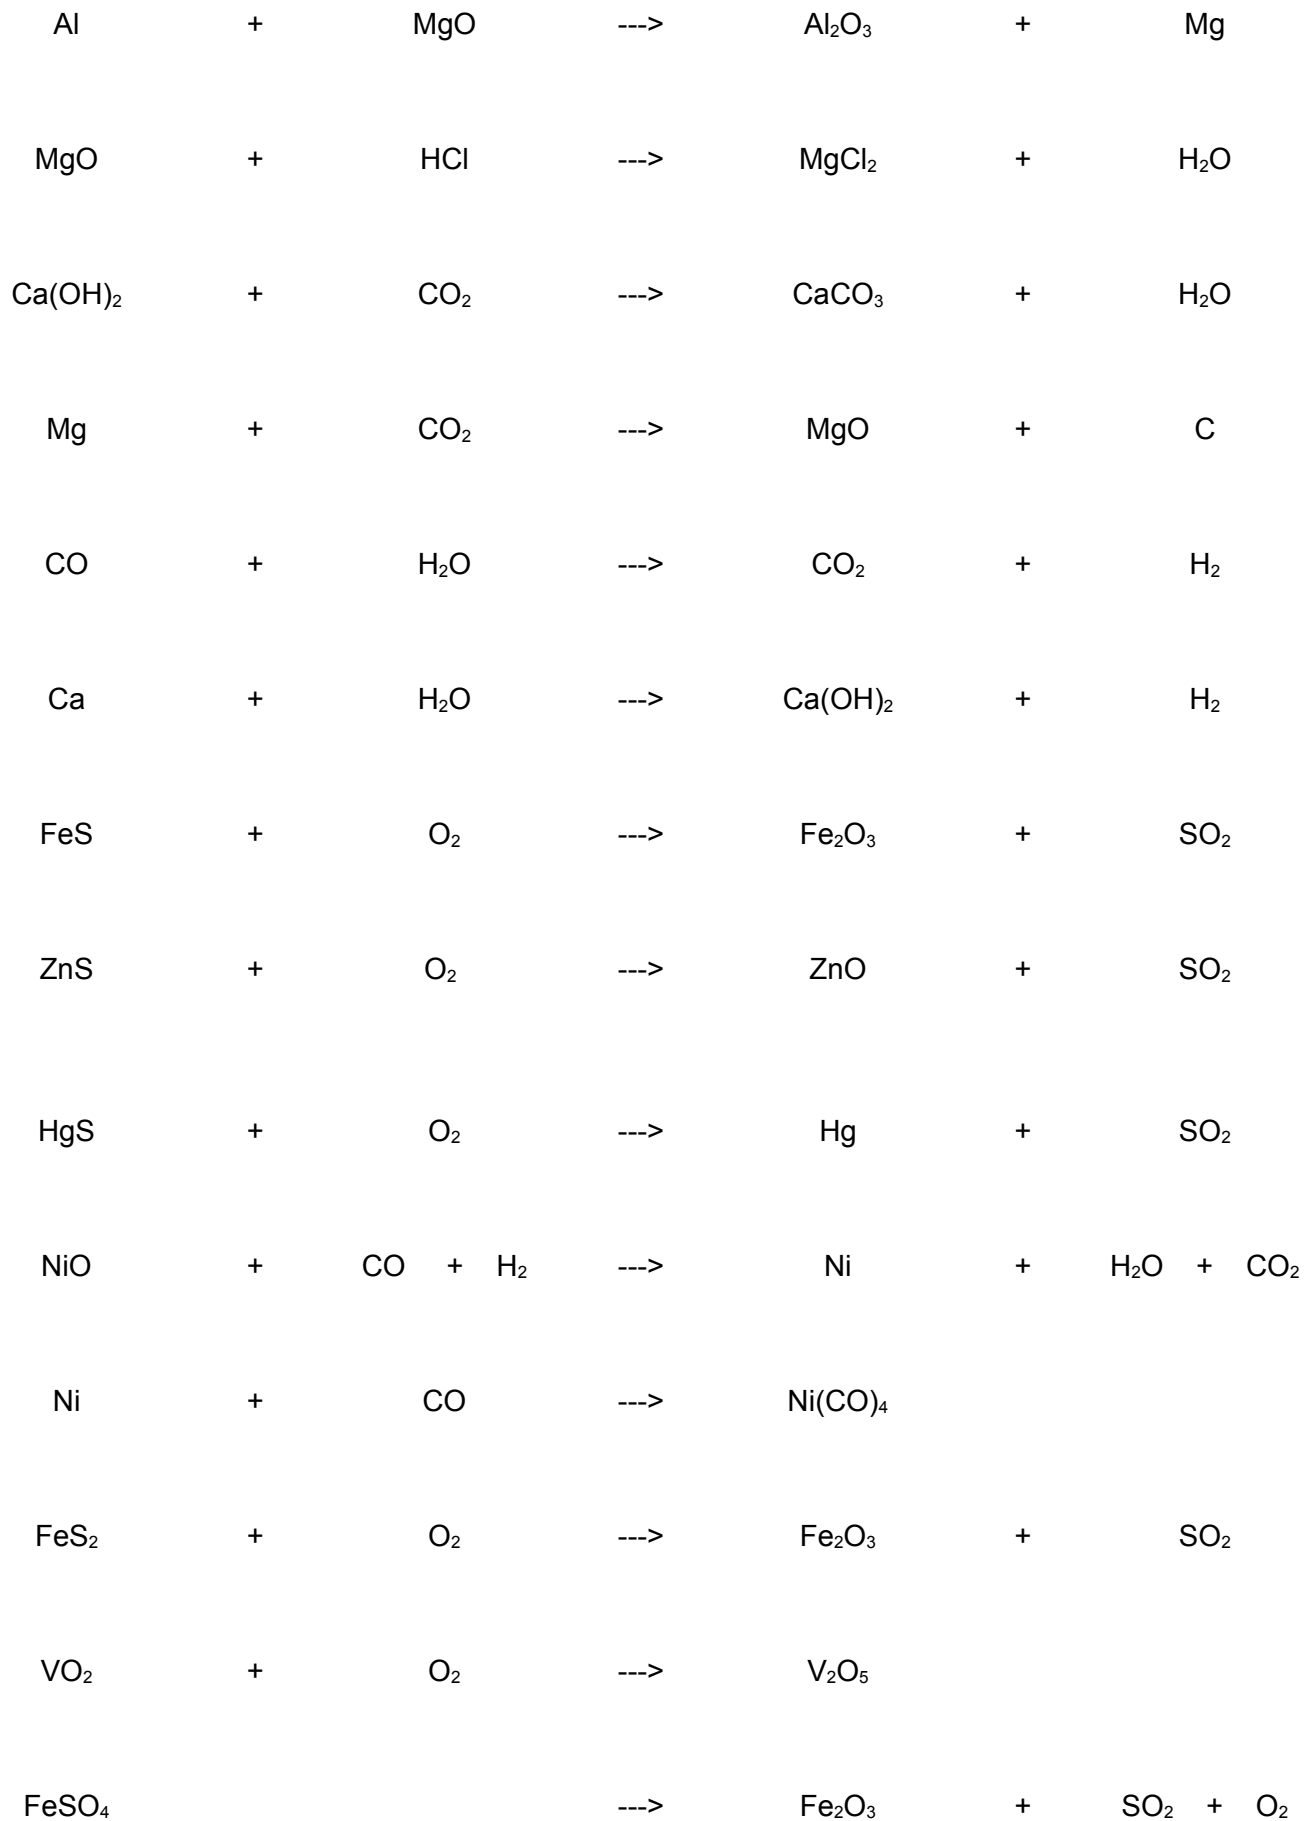 Al + MgO ---> Al₂O₃ + Mg
MgO + HCl ---> MgCl₂ + H₂O
Ca(OH)₂ + CO₂ ---> CaCO₃ + H₂O
Mg + CO₂ ---> MgO + C
CO + H₂O ---> CO₂ + H₂
Ca + H₂O ---> Ca(OH)₂ + H₂
FeS + O₂ ---> Fe₂O₃ + SO₂
ZnS + O₂ ---> ZnO + SO₂
HgS + O₂ ---> Hg + SO₂
NiO + CO + H₂ ---> Ni + H₂O + CO₂
Ni + CO ---> Ni(CO)₄
FeS₂ + O₂ ---> Fe₂O₃ + SO₂
VO₂ + O₂ ---> V₂O₅
FeSO₄ ---> Fe₂O₃ + SO₂ + O₂